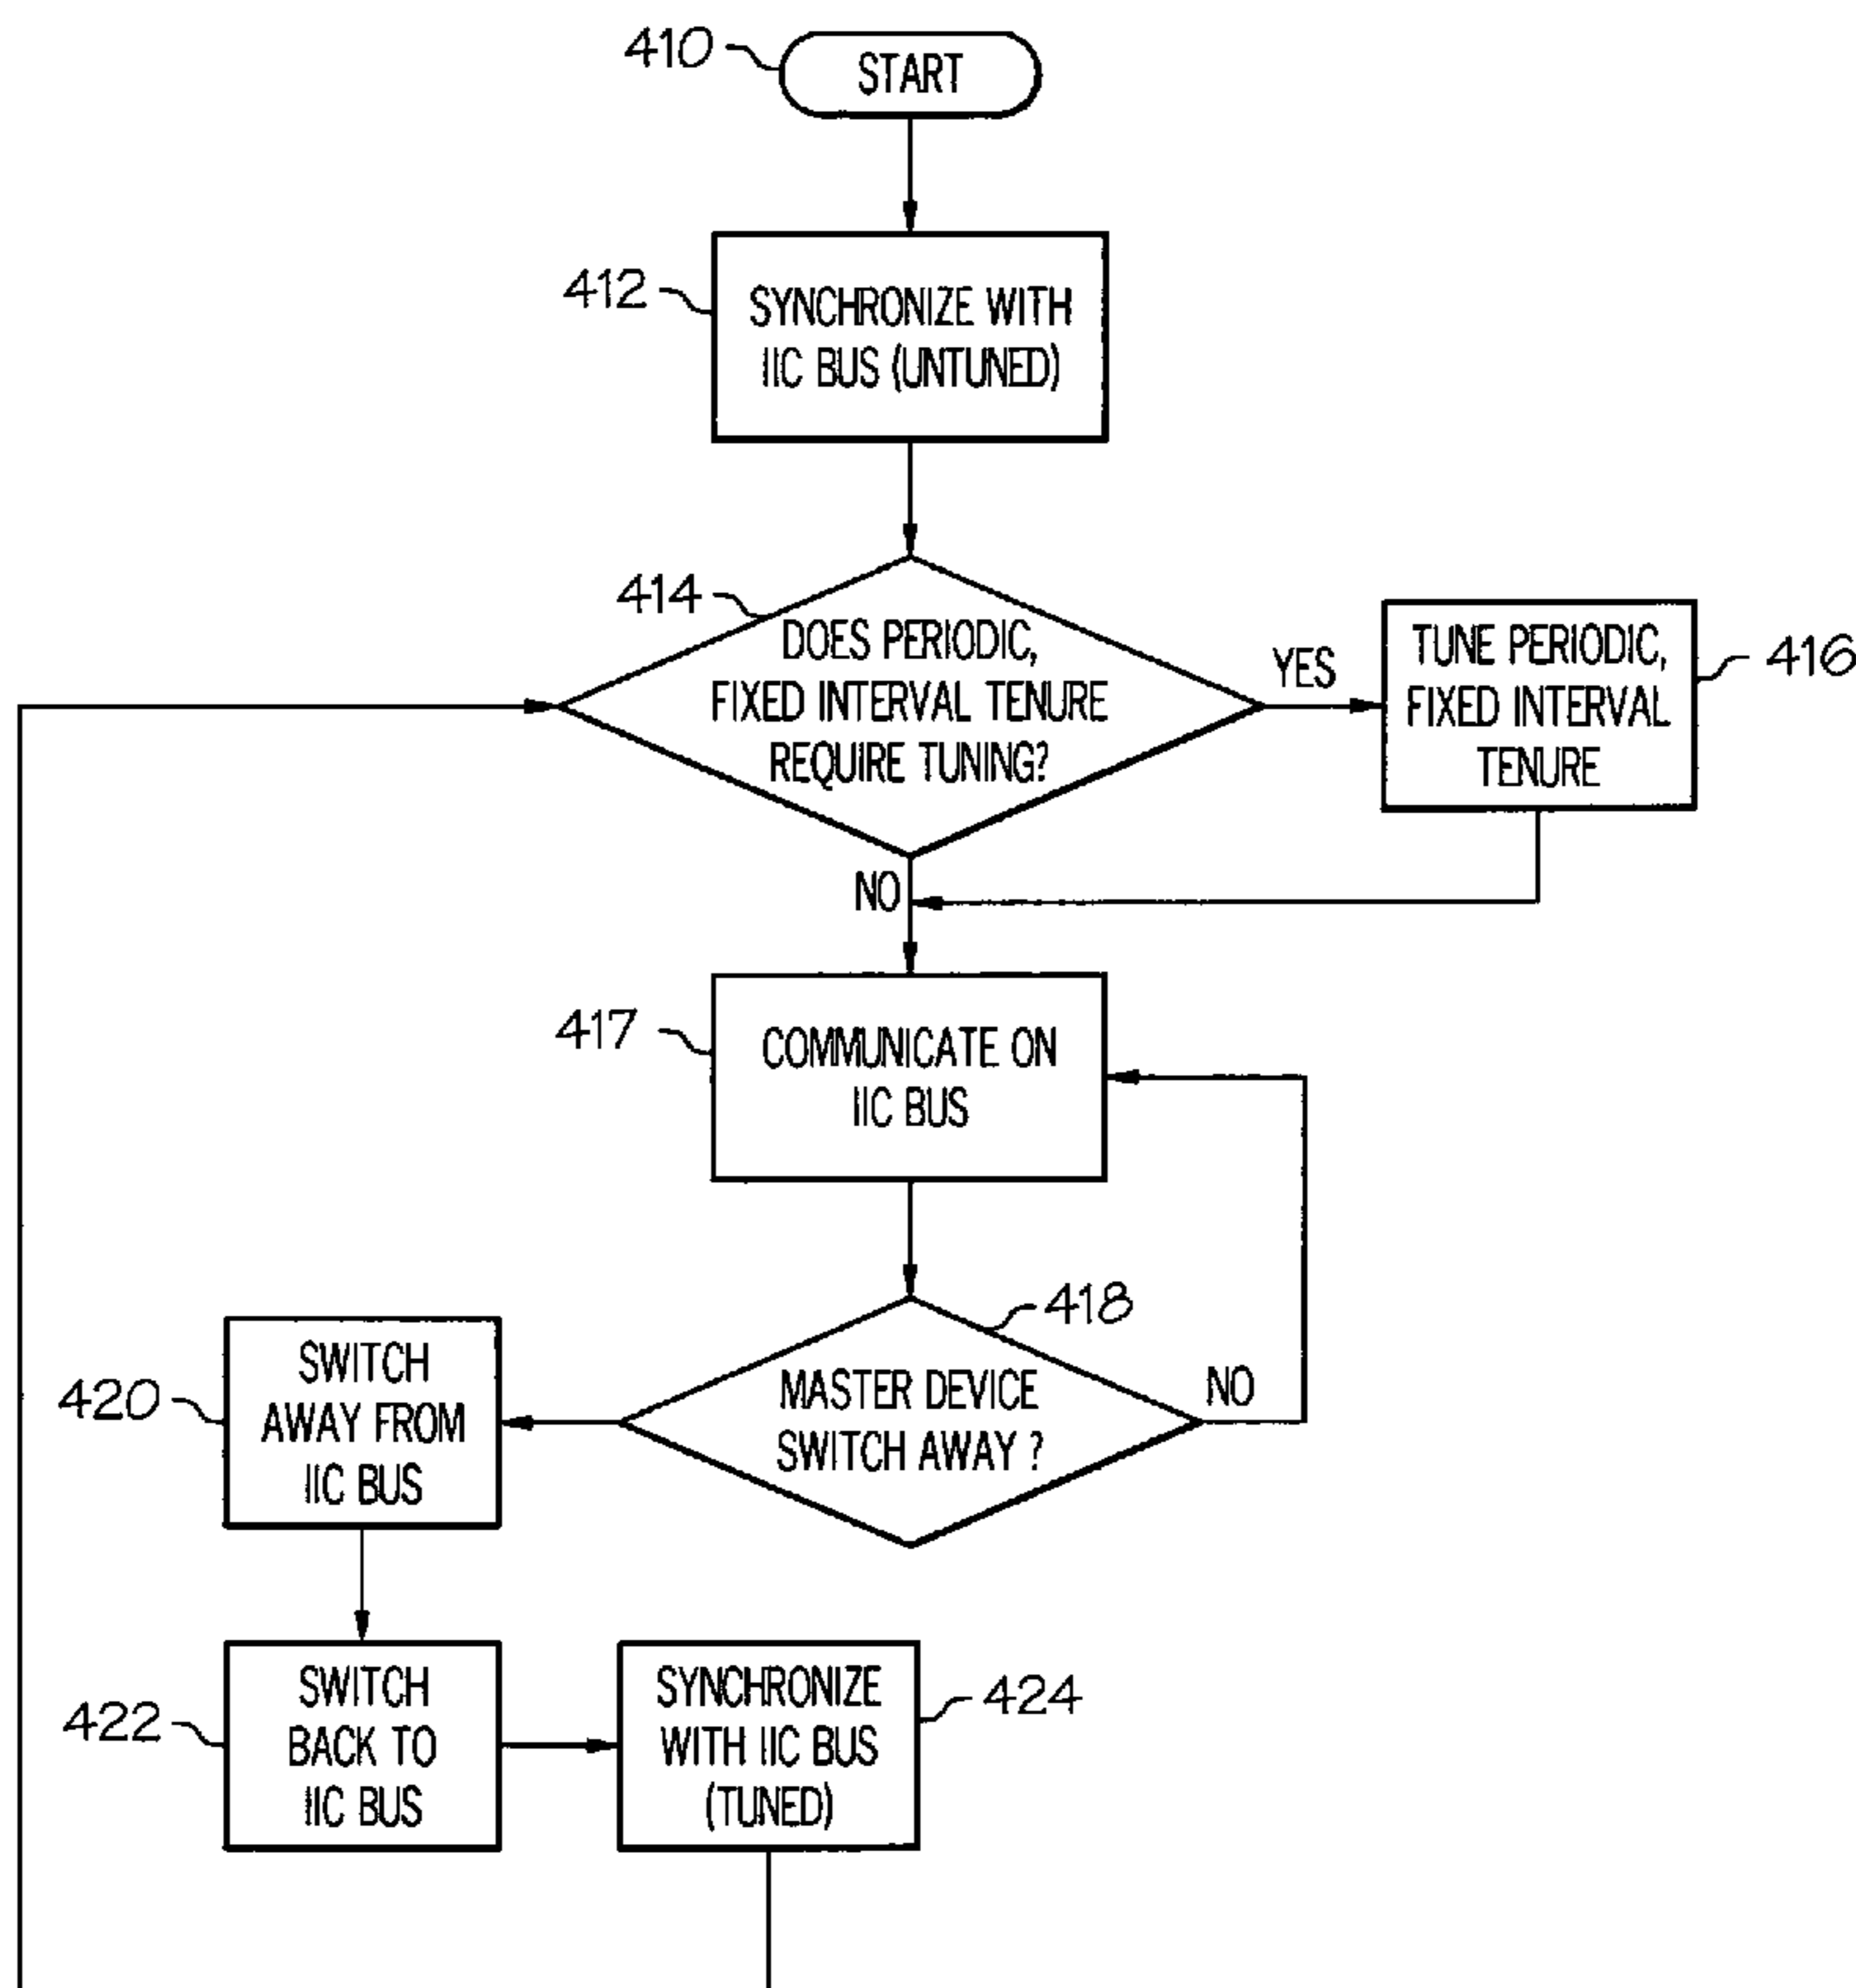 410
START
412
SYNCHRONIZE WITH
IIC BUS (UNTUNED)
414
DOES PERIODIC,
FIXED INTERVAL TENURE
REQUIRE TUNING?
YES
TUNE PERIODIC,
FIXED INTERVAL
TENURE
416
NO
417
COMMUNICATE ON
IIC BUS
418
MASTER DEVICE
SWITCH AWAY ?
NO
420
SWITCH
AWAY FROM
IIC BUS
422
SWITCH
BACK TO
IIC BUS
SYNCHRONIZE
WITH IIC BUS
(TUNED)
424